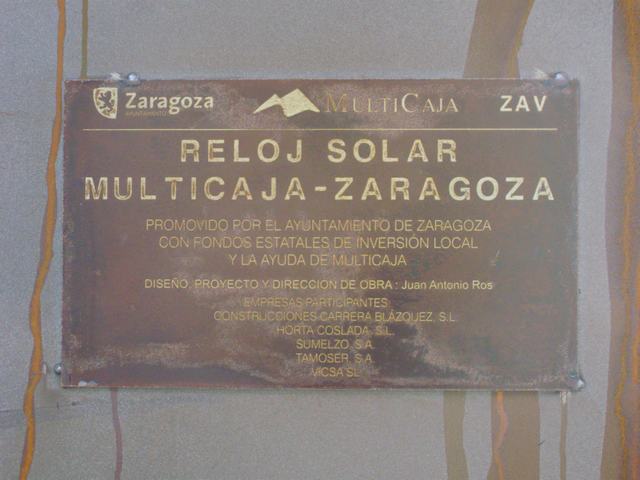 Zaragoza
AYUNTAMIENTO
MULTICAJA
ZAV
RELOJ SOLAR
MULTICAJA-ZARAGOZA
PROMOVIDO POR EL AYUNTAMIENTO DE ZARAGOZA
CON FONDOS ESTATALES DE INVERSIÓN LOCAL
Y LA AYUDA DE MULTICAJA
DISEÑO, PROYECTO Y DIRECCION DE OBRA : Juan Antonio Ros
EMPRESAS PARTICIPANTES:
CONSTRUCCIONES CARRERA BLÁZQUEZ, S.L.
HORTA COSLADA, S.L.
SUMELZO, S.A.
TAMOSER, S.A.
VICSA SL